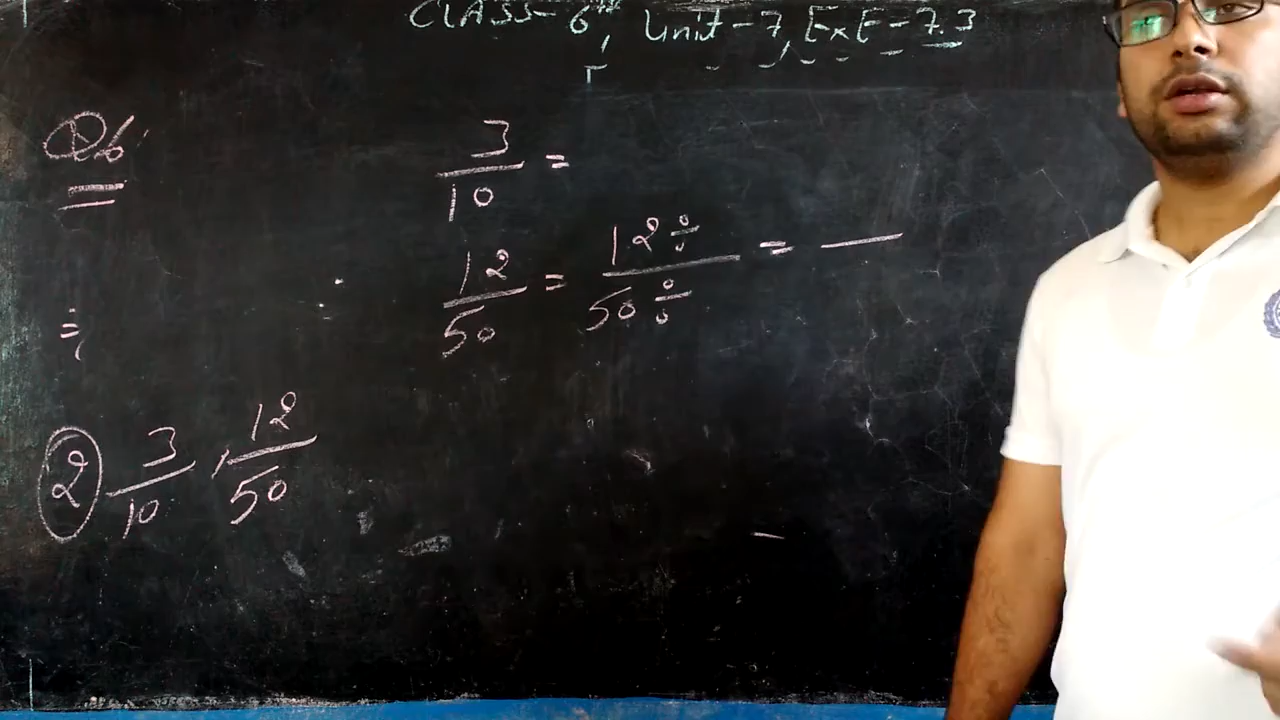 CLASS-6th, Unit-7, ExE-7.3
Q6
3/10 =
12/50 = 12÷/50÷ = —
② 3/10, 12/50